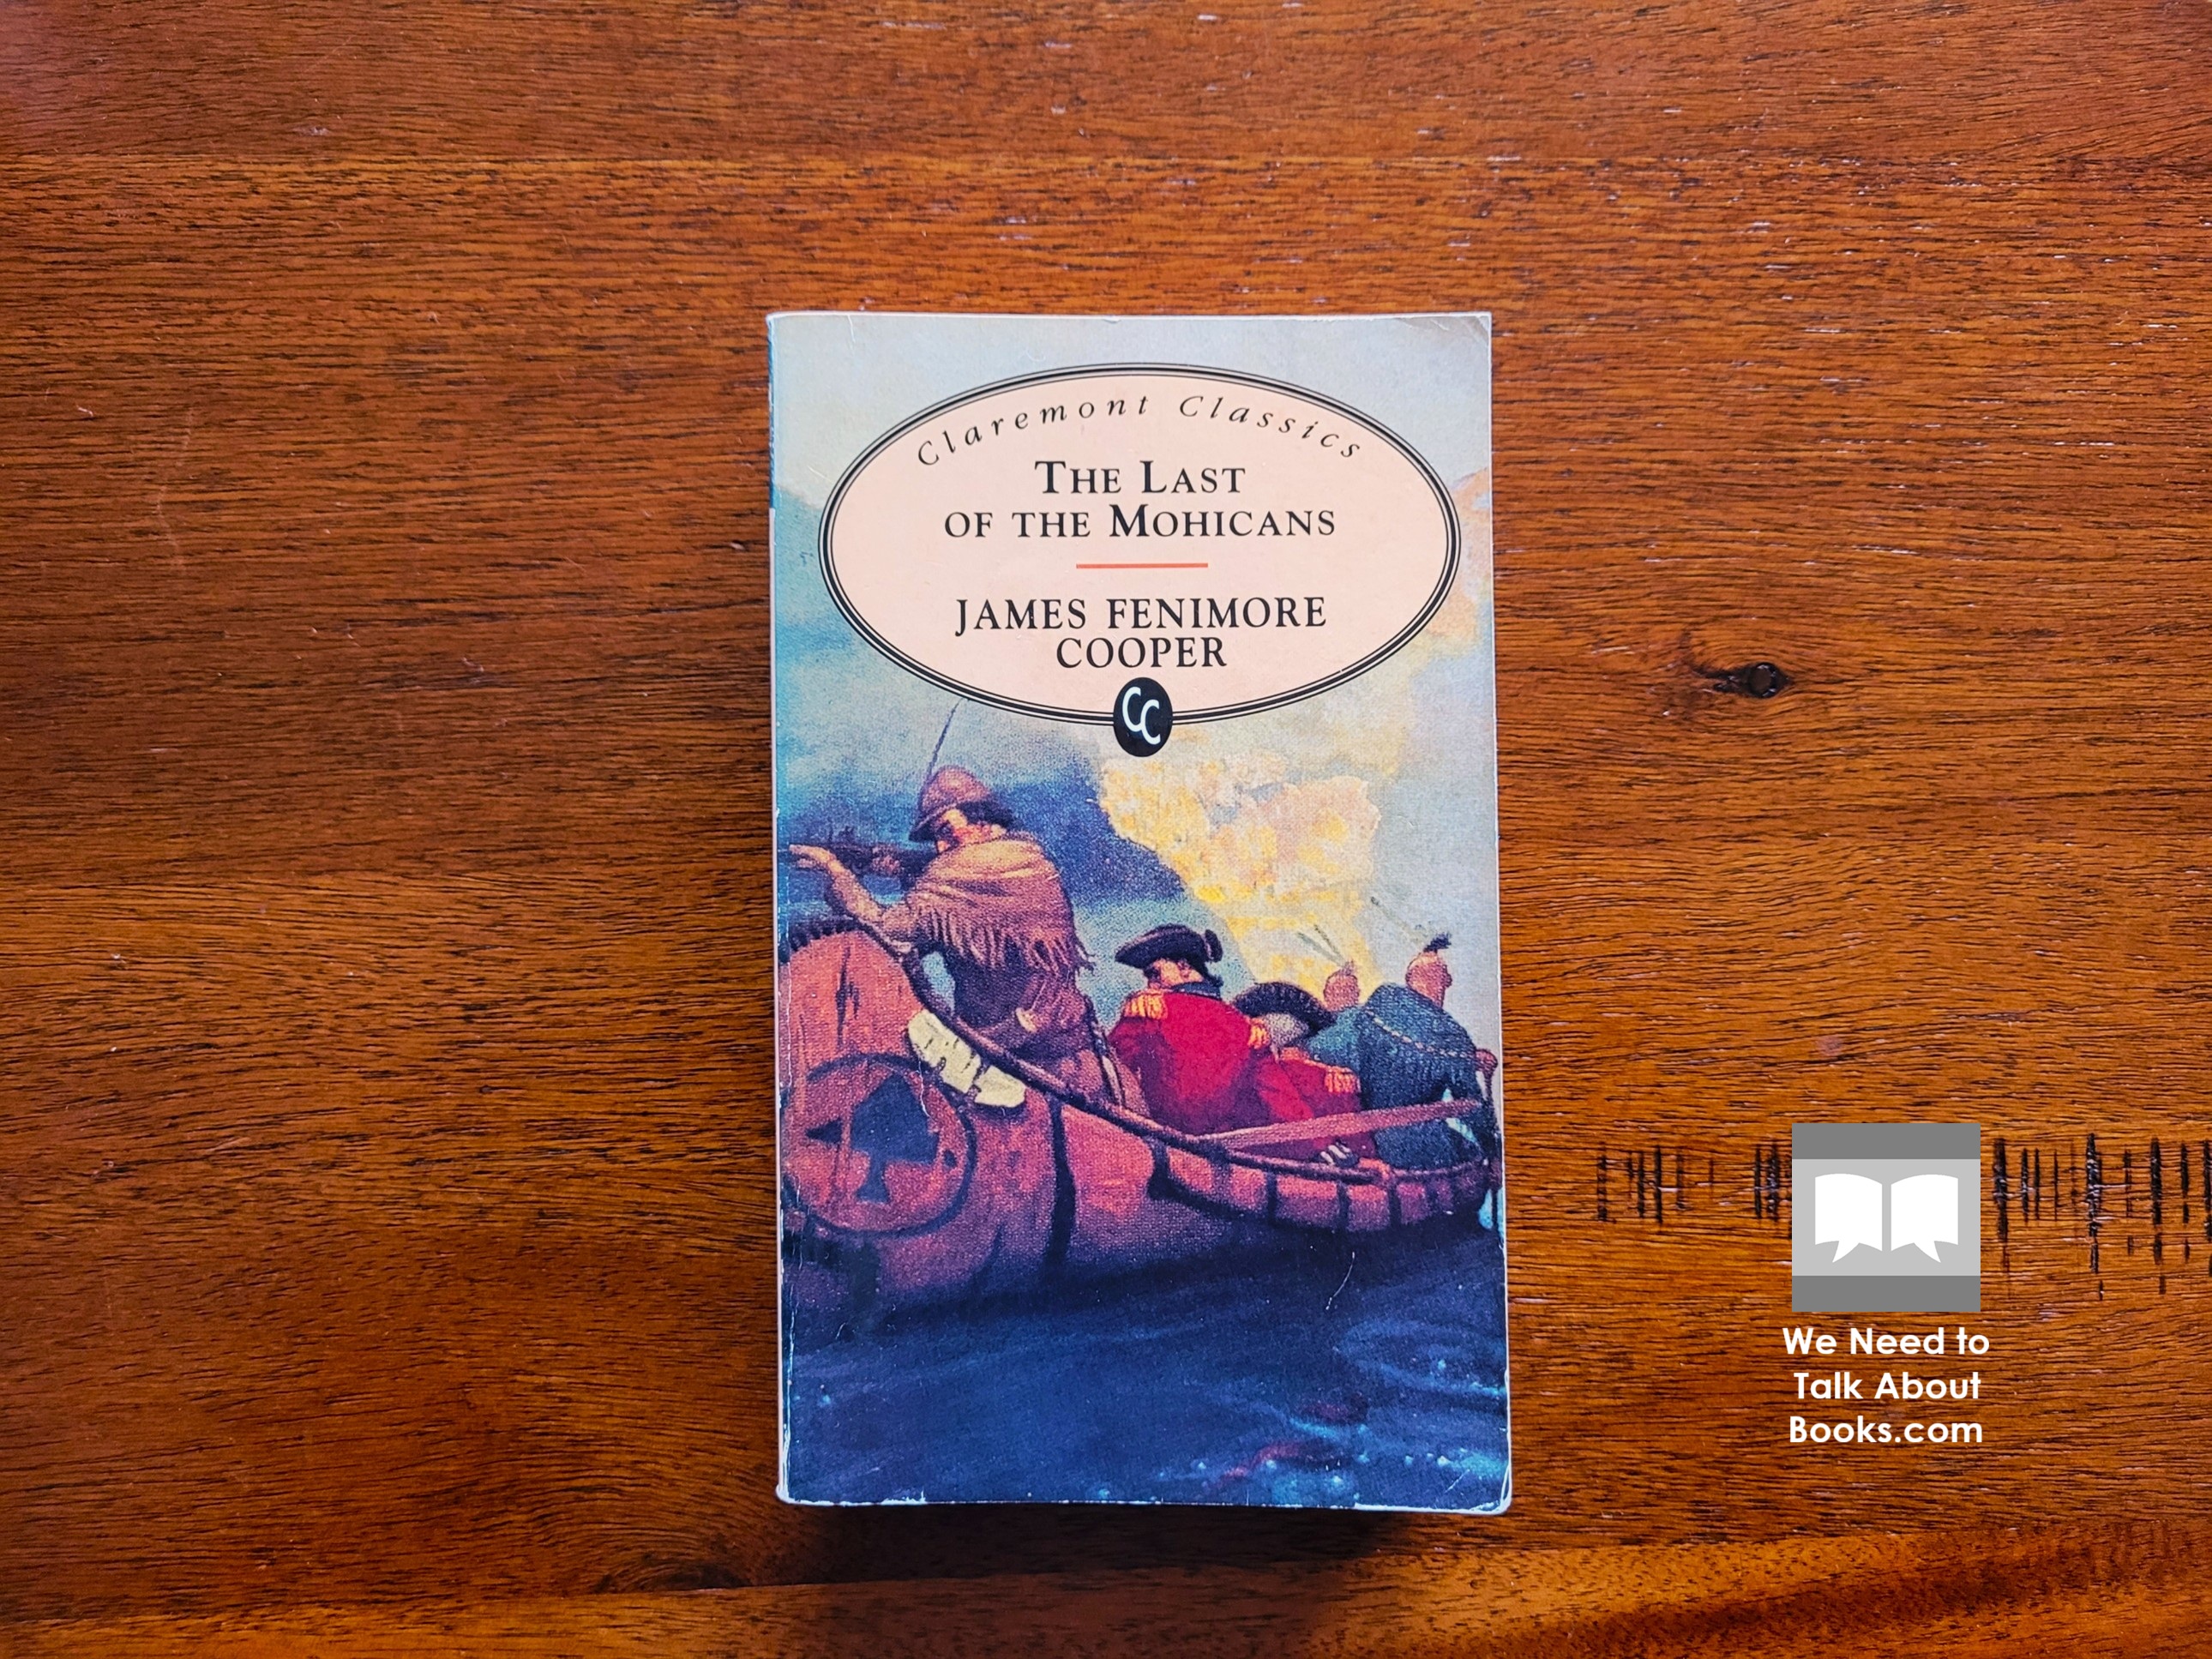 Claremont Classics
THE LAST
OF THE MOHICANS
JAMES FENIMORE
COOPER
CC
We Need to
Talk About
Books.com